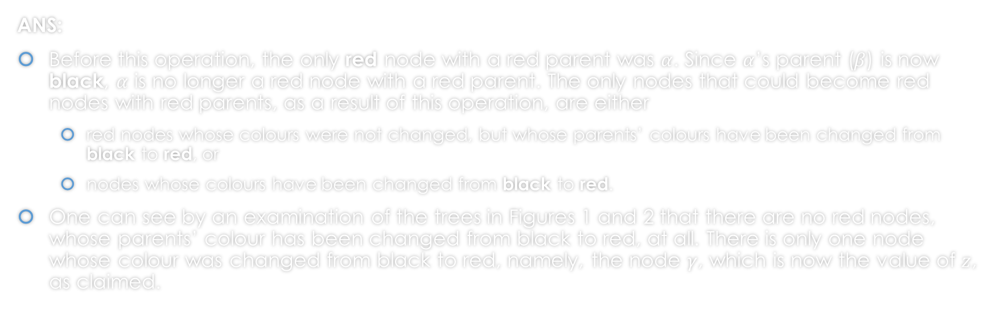 ANS:
Before this operation, the only red node with a red parent was α. Since α's parent (β) is now
black, α is no longer a red node with a red parent. The only nodes that could become red
nodes with red parents, as a result of this operation, are either
red nodes whose colours were not changed, but whose parents' colours have been changed from
black to red, or
nodes whose colours have been changed from black to red.
One can see by an examination of the trees in Figures 1 and 2 that there are no red nodes,
whose parents' colour has been changed from black to red, at all. There is only one node
whose colour was changed from black to red, namely, the node γ, which is now the value of z,
as claimed.